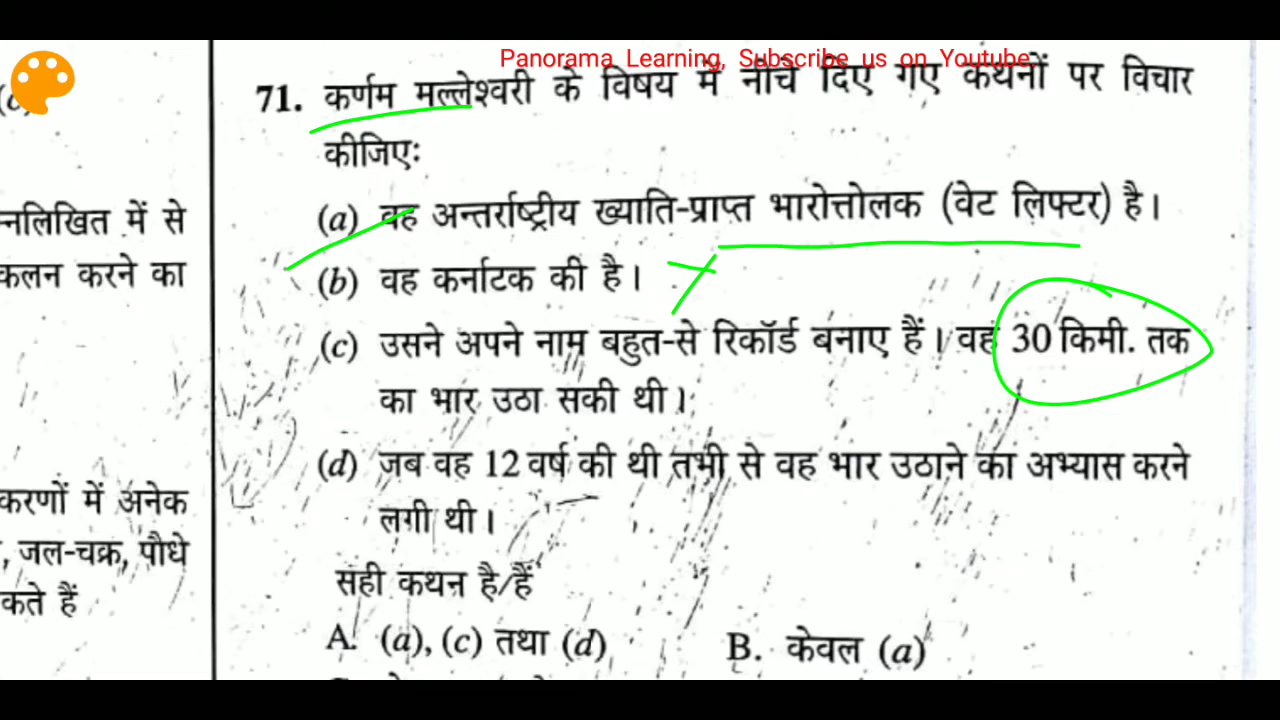 Panorama Learning, Subscribe us on Youtube
71. कर्णम मल्लेश्वरी के विषय में नीचे दिए गए कथनों पर विचार
कीजिएः
(a) वह अन्तर्राष्ट्रीय ख्याति-प्राप्त भारोत्तोलक (वेट लिफ्टर) है।
(b) वह कर्नाटक की है।
(c) उसने अपने नाम बहुत-से रिकॉर्ड बनाए हैं। वह 30 किमी. तक
का भार उठा सकी थी।
(d) जब वह 12 वर्ष की थी तभी से वह भार उठाने का अभ्यास करने
लगी थी।
सही कथन है/हैं
A. (a), (c) तथा (d) B. केवल (a)
नलिखित में से
कलन करने का
करणों में अनेक
, जल-चक्र, पौधे
कते हैं